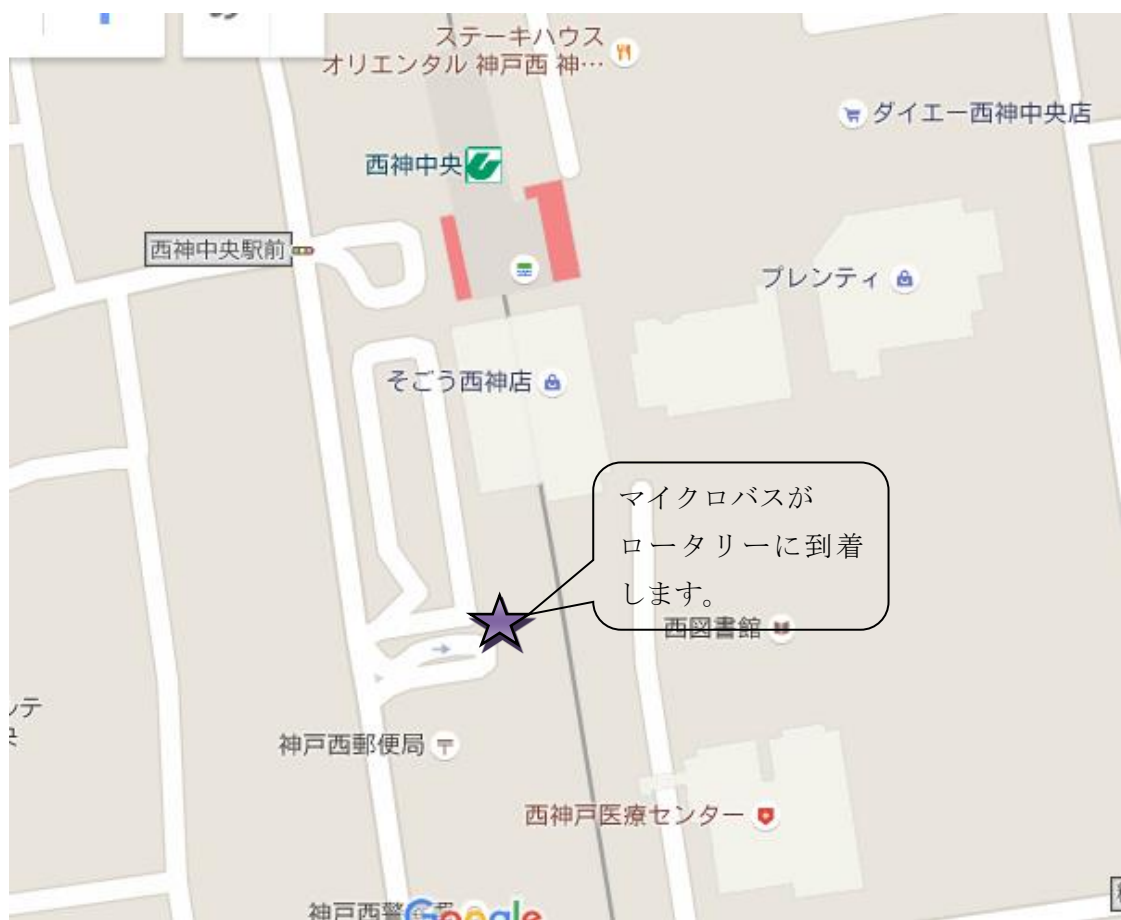 ステーキハウス
オリエンタル 神戸西 神…
ダイエー西神中央店
西神中央
西神中央駅前
プレンティ
そごう西神店
マイクロバスが
ロータリーに到着
します。
西図書館
神戸西郵便局
西神戸医療センター
神戸西警
Google